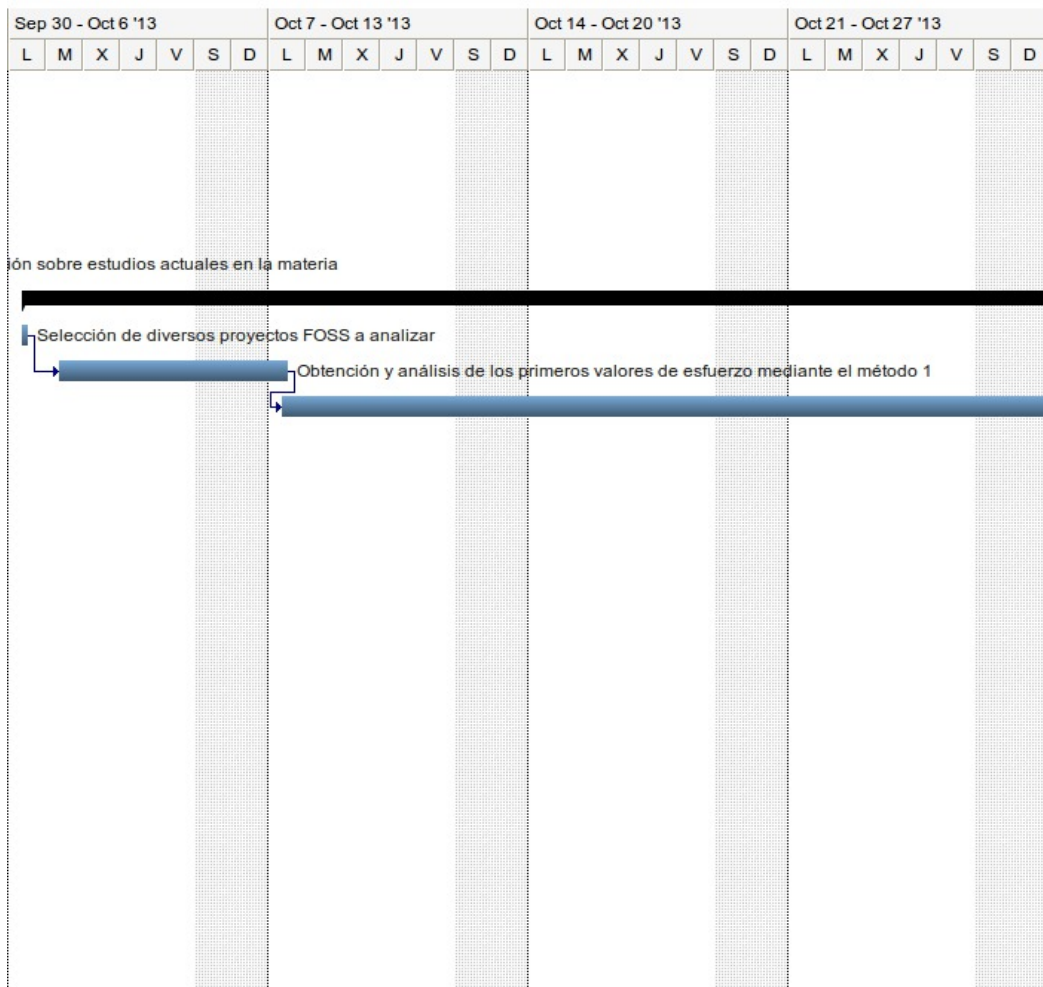 Sep 30 - Oct 6 '13 Oct 7 - Oct 13 '13 Oct 14 - Oct 20 '13 Oct 21 - Oct 27 '13
L M X J V S D L M X J V S D L M X J V S D L M X J V S D
ión sobre estudios actuales en la materia
Selección de diversos proyectos FOSS a analizar
Obtención y análisis de los primeros valores de esfuerzo mediante el método 1